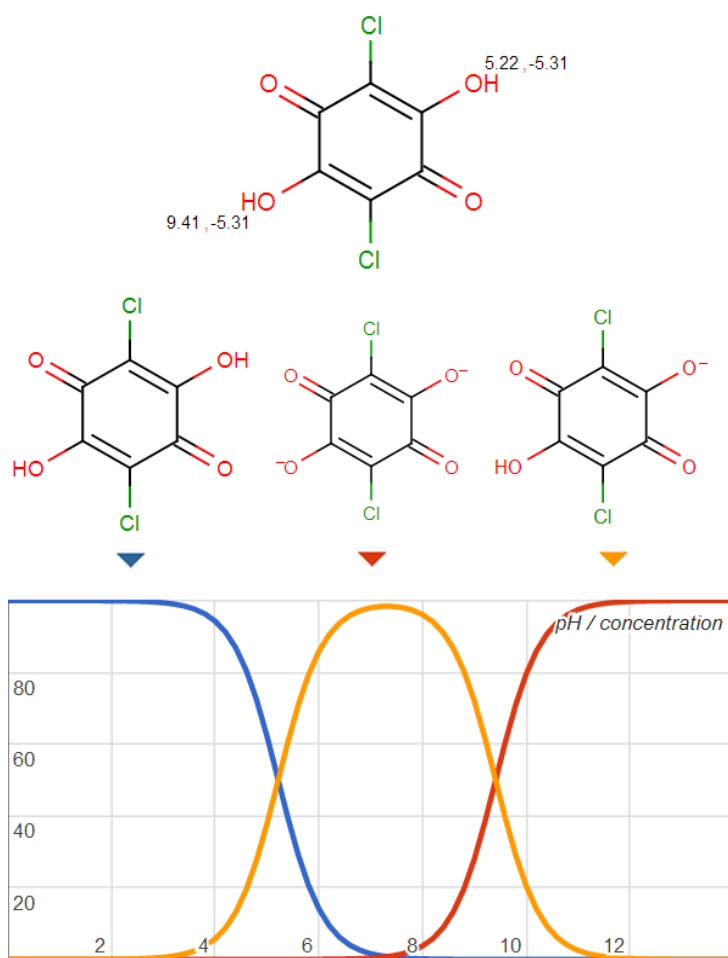 Cl
O
OH
5.22 ,-5.31
HO
9.41 ,-5.31
O
Cl
Cl
O
OH
HO
O
Cl
Cl
O
O⁻
⁻O
O
Cl
Cl
O
O⁻
HO
O
Cl
pH / concentration
80
60
40
20
2 4 6 8 10 12